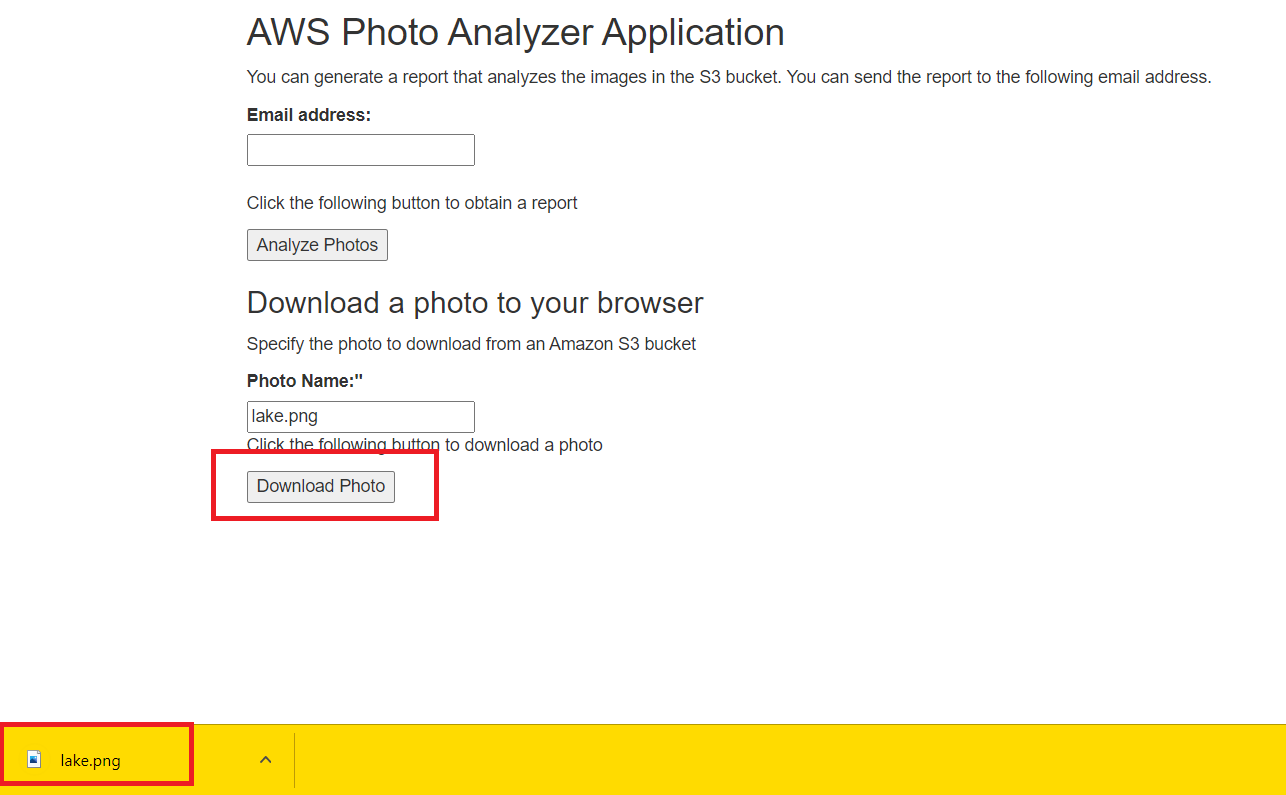 AWS Photo Analyzer Application
You can generate a report that analyzes the images in the S3 bucket. You can send the report to the following email address.
Email address:
Click the following button to obtain a report
Analyze Photos
Download a photo to your browser
Specify the photo to download from an Amazon S3 bucket
Photo Name:"
lake.png
Click the following button to download a photo
Download Photo
lake.png